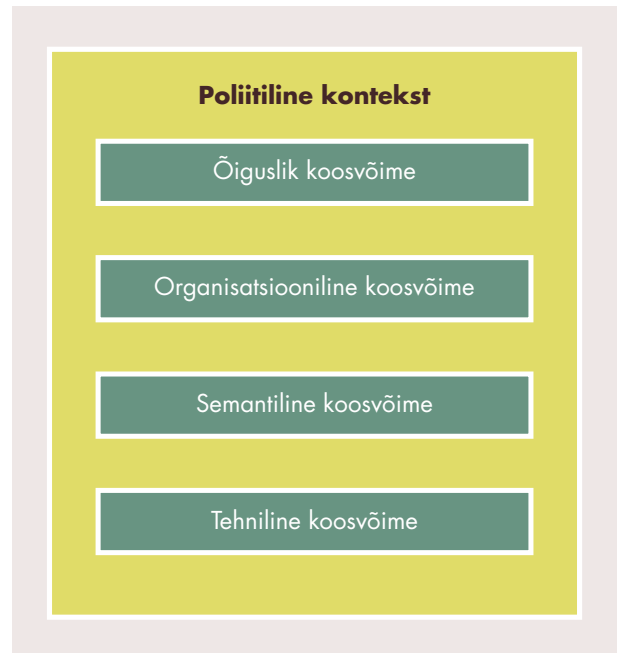 Poliitiline kontekst
Õiguslik koosvõime
Organisatsiooniline koosvõime
Semantiline koosvõime
Tehniline koosvõime